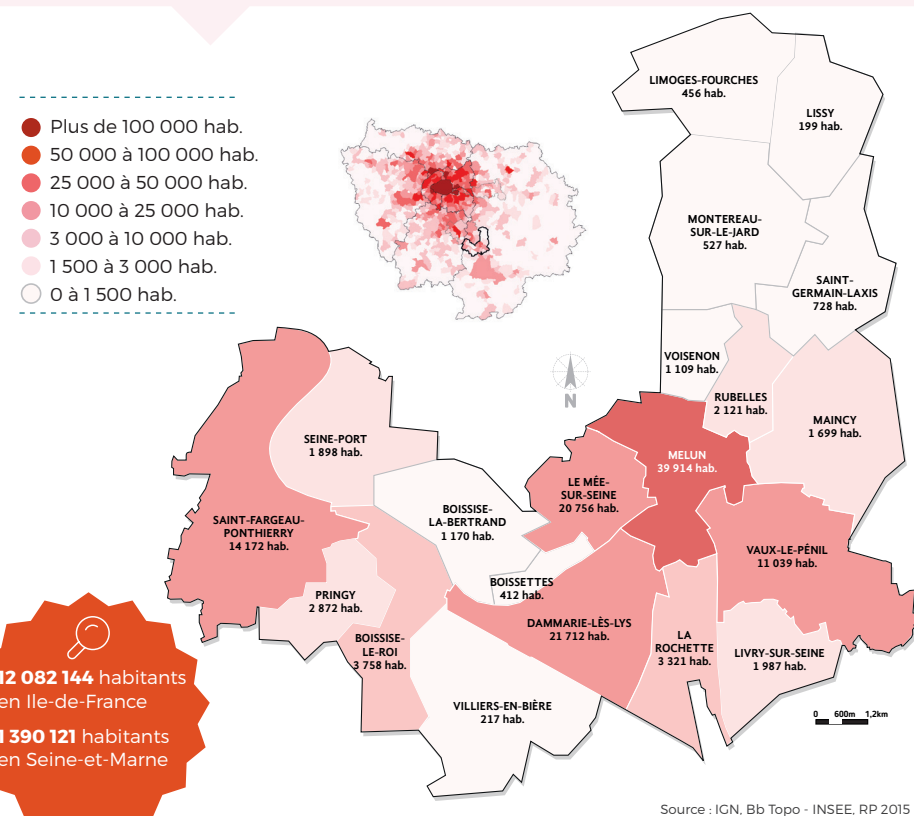 Plus de 100 000 hab.
50 000 à 100 000 hab.
25 000 à 50 000 hab.
10 000 à 25 000 hab.
3 000 à 10 000 hab.
1 500 à 3 000 hab.
0 à 1 500 hab.
LIMOGES-FOURCHES
456 hab.
LISSY
199 hab.
MONTEREAU-
SUR-LE-JARD
527 hab.
SAINT-
GERMAIN-LAXIS
728 hab.
VOISENON
1 109 hab.
RUBELLES
2 121 hab.
MAINCY
1 699 hab.
N
SEINE-PORT
1 898 hab.
MELUN
39 914 hab.
LE MÉE-
SUR-SEINE
20 756 hab.
BOISSISE-
LA-BERTRAND
1 170 hab.
SAINT-FARGEAU-
PONTHIERRY
14 172 hab.
VAUX-LE-PÉNIL
11 039 hab.
BOISSETTES
412 hab.
PRINGY
2 872 hab.
DAMMARIE-LÈS-LYS
21 712 hab.
BOISSISE-
LE-ROI
3 758 hab.
LA
ROCHETTE
3 321 hab.
LIVRY-SUR-SEINE
1 987 hab.
VILLIERS-EN-BIÈRE
217 hab.
0 600m 1,2km
12 082 144 habitants
en Ile-de-France
1 390 121 habitants
en Seine-et-Marne
Source : IGN, Bb Topo - INSEE, RP 2015